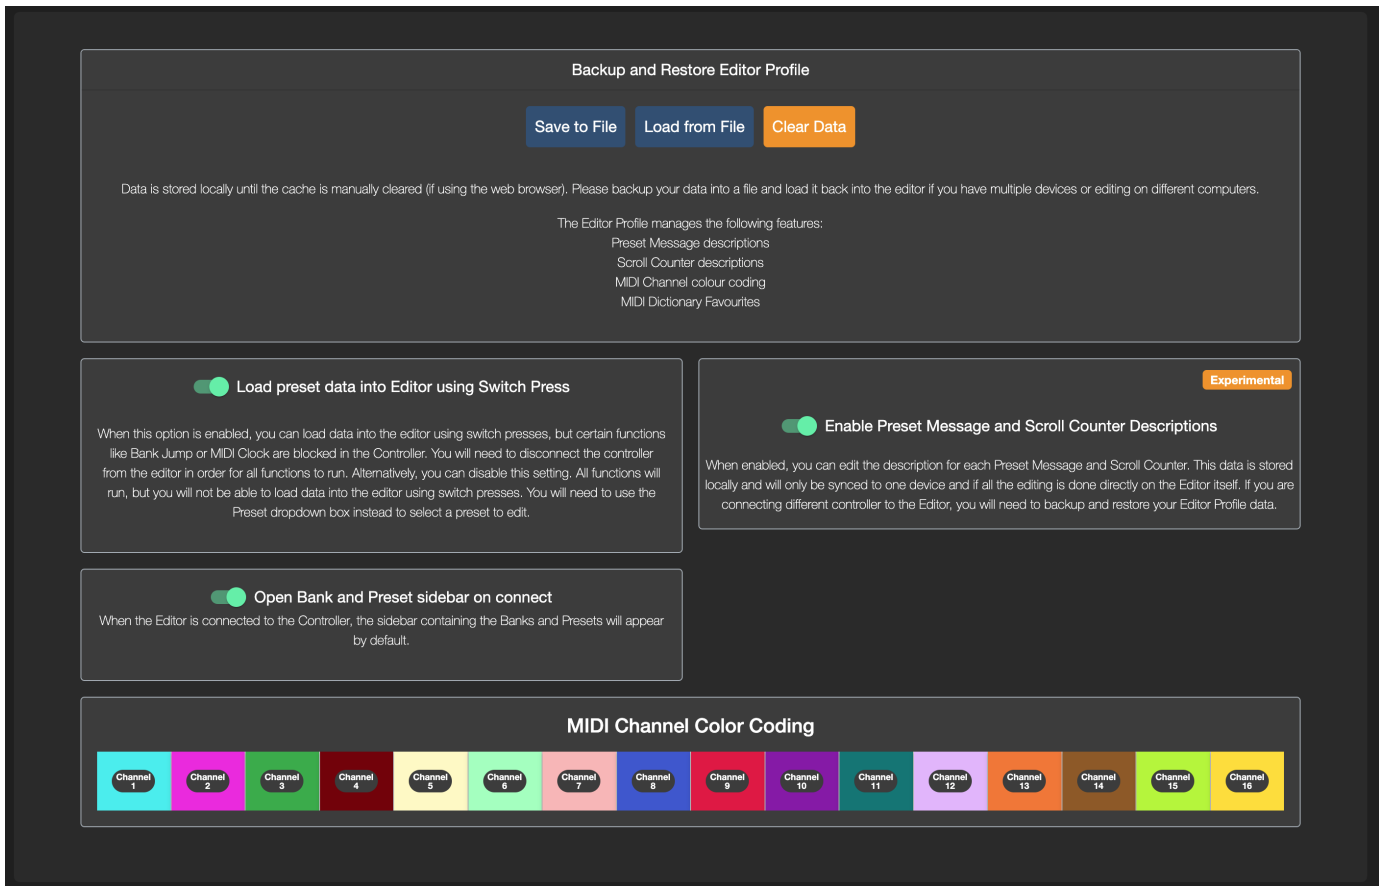 Backup and Restore Editor Profile
Save to File
Load from File
Clear Data
Data is stored locally until the cache is manually cleared (if using the web browser). Please backup your data into a file and load it back into the editor if you have multiple devices or editing on different computers.
The Editor Profile manages the following features:
Preset Message descriptions
Scroll Counter descriptions
MIDI Channel colour coding
MIDI Dictionary Favourites
Load preset data into Editor using Switch Press
When this option is enabled, you can load data into the editor using switch presses, but certain functions
like Bank Jump or MIDI Clock are blocked in the Controller. You will need to disconnect the controller
from the editor in order for all functions to run. Alternatively, you can disable this setting. All functions will
run, but you will not be able to load data into the editor using switch presses. You will need to use the
Preset dropdown box instead to select a preset to edit.
Experimental
Enable Preset Message and Scroll Counter Descriptions
When enabled, you can edit the description for each Preset Message and Scroll Counter. This data is stored
locally and will only be synced to one device and if all the editing is done directly on the Editor itself. If you are
connecting different controller to the Editor, you will need to backup and restore your Editor Profile data.
Open Bank and Preset sidebar on connect
When the Editor is connected to the Controller, the sidebar containing the Banks and Presets will appear
by default.
MIDI Channel Color Coding
Channel
1
Channel
2
Channel
3
Channel
4
Channel
5
Channel
6
Channel
7
Channel
8
Channel
9
Channel
10
Channel
11
Channel
12
Channel
13
Channel
14
Channel
15
Channel
16